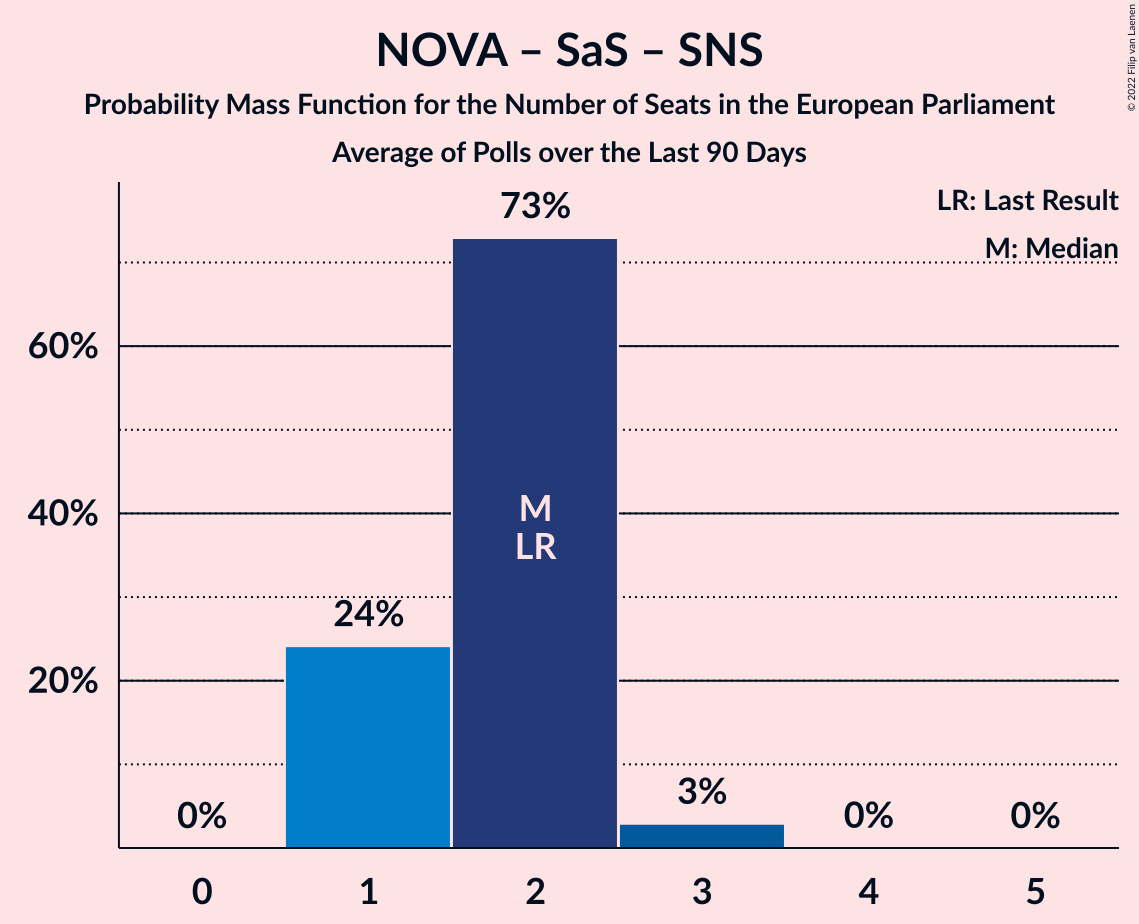 NOVA – SaS – SNS
Probability Mass Function for the Number of Seats in the European Parliament
Average of Polls over the Last 90 Days
© 2022 Filip van Laenen
LR: Last Result
M: Median
73%
60%
40%
M
LR
24%
20%
0%
3%
0%
0%
0
1
2
3
4
5